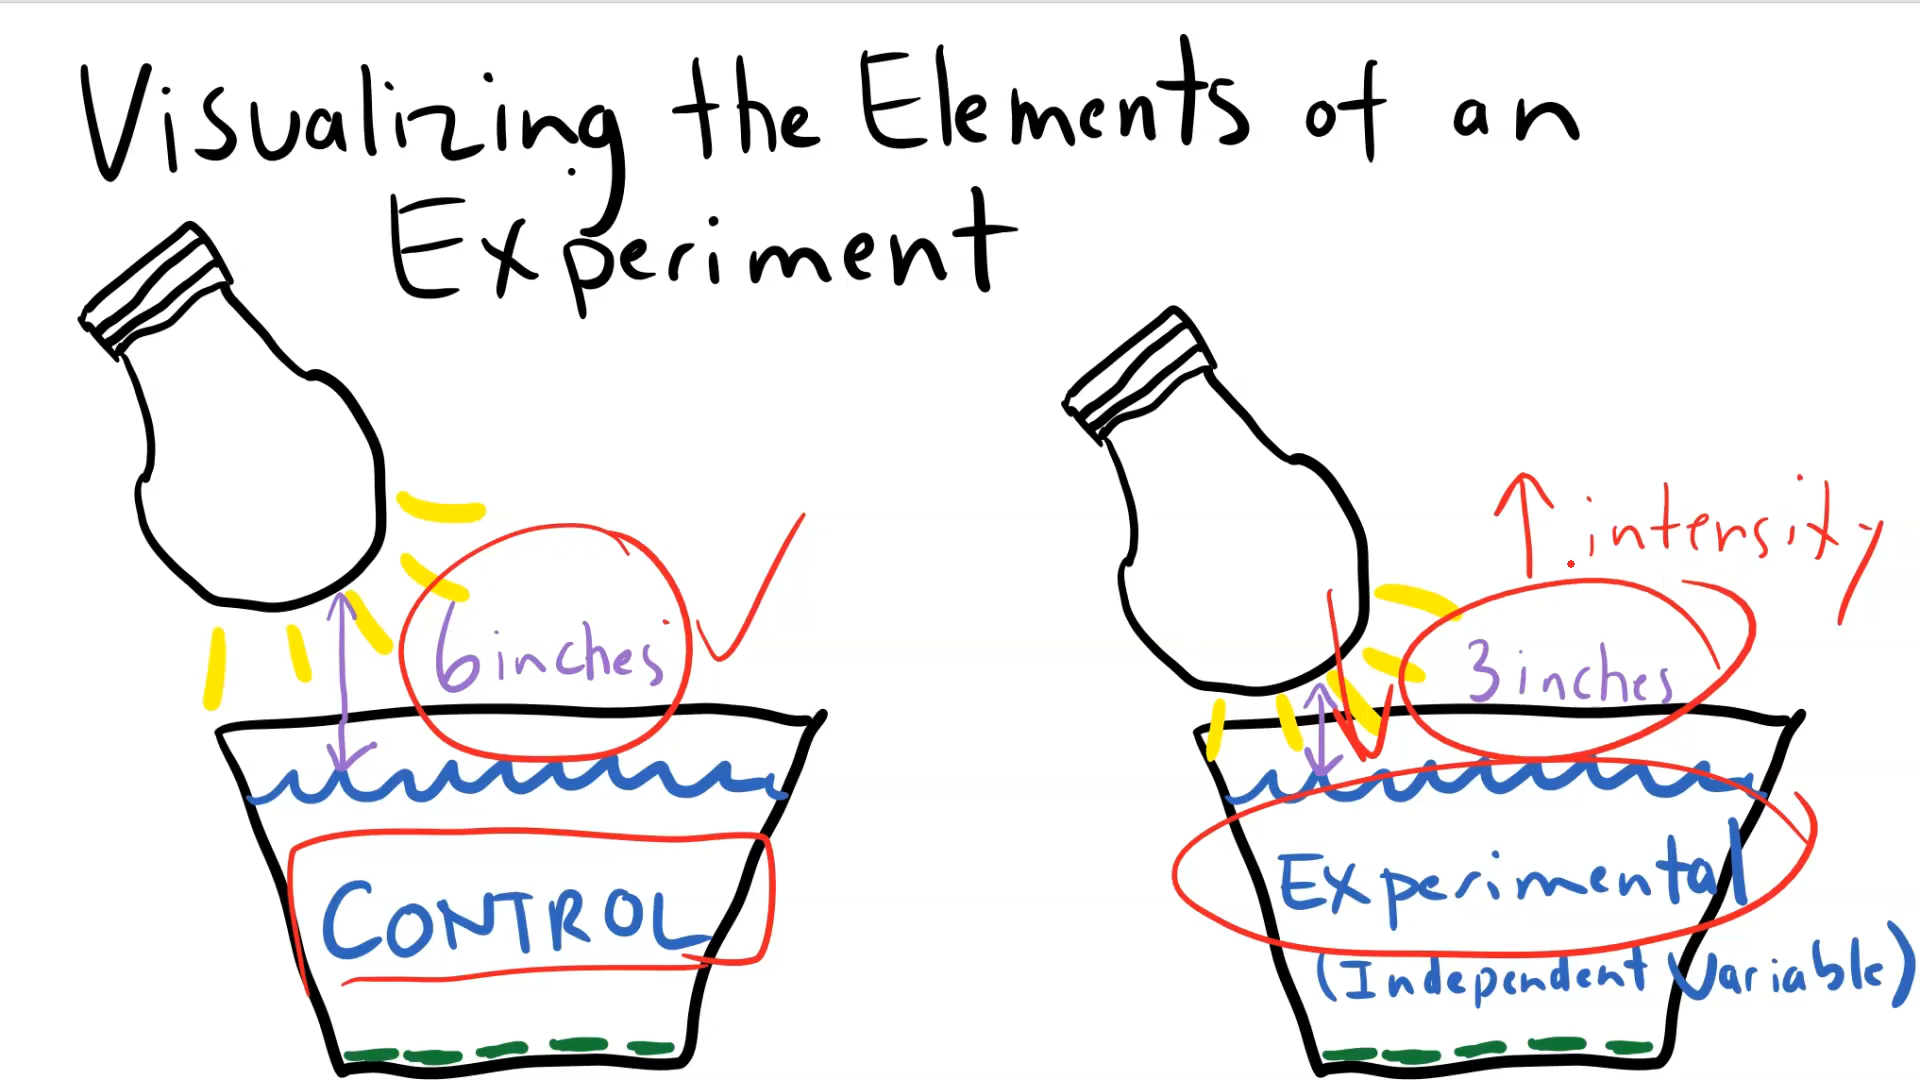 Visualizing the Elements of an
Experiment
↑ intensity
6 inches
3 inches
CONTROL
Experimental
(Independent Variable)